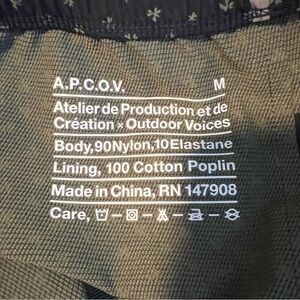 A.P.C.O.V. M
Atelier de Production et de
Création × Outdoor Voices
Body, 90Nylon, 10Elastane
Lining, 100 Cotton Poplin
Made in China, RN 147908
Care,